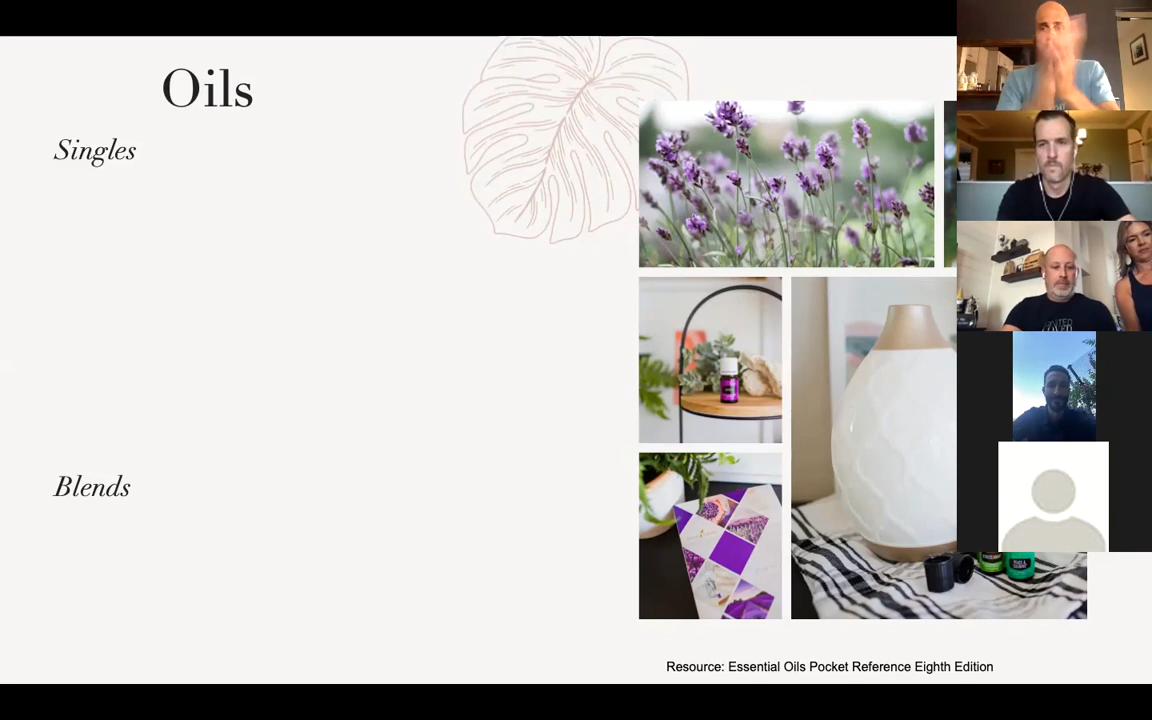 Oils
Singles
Blends
Resource: Essential Oils Pocket Reference Eighth Edition